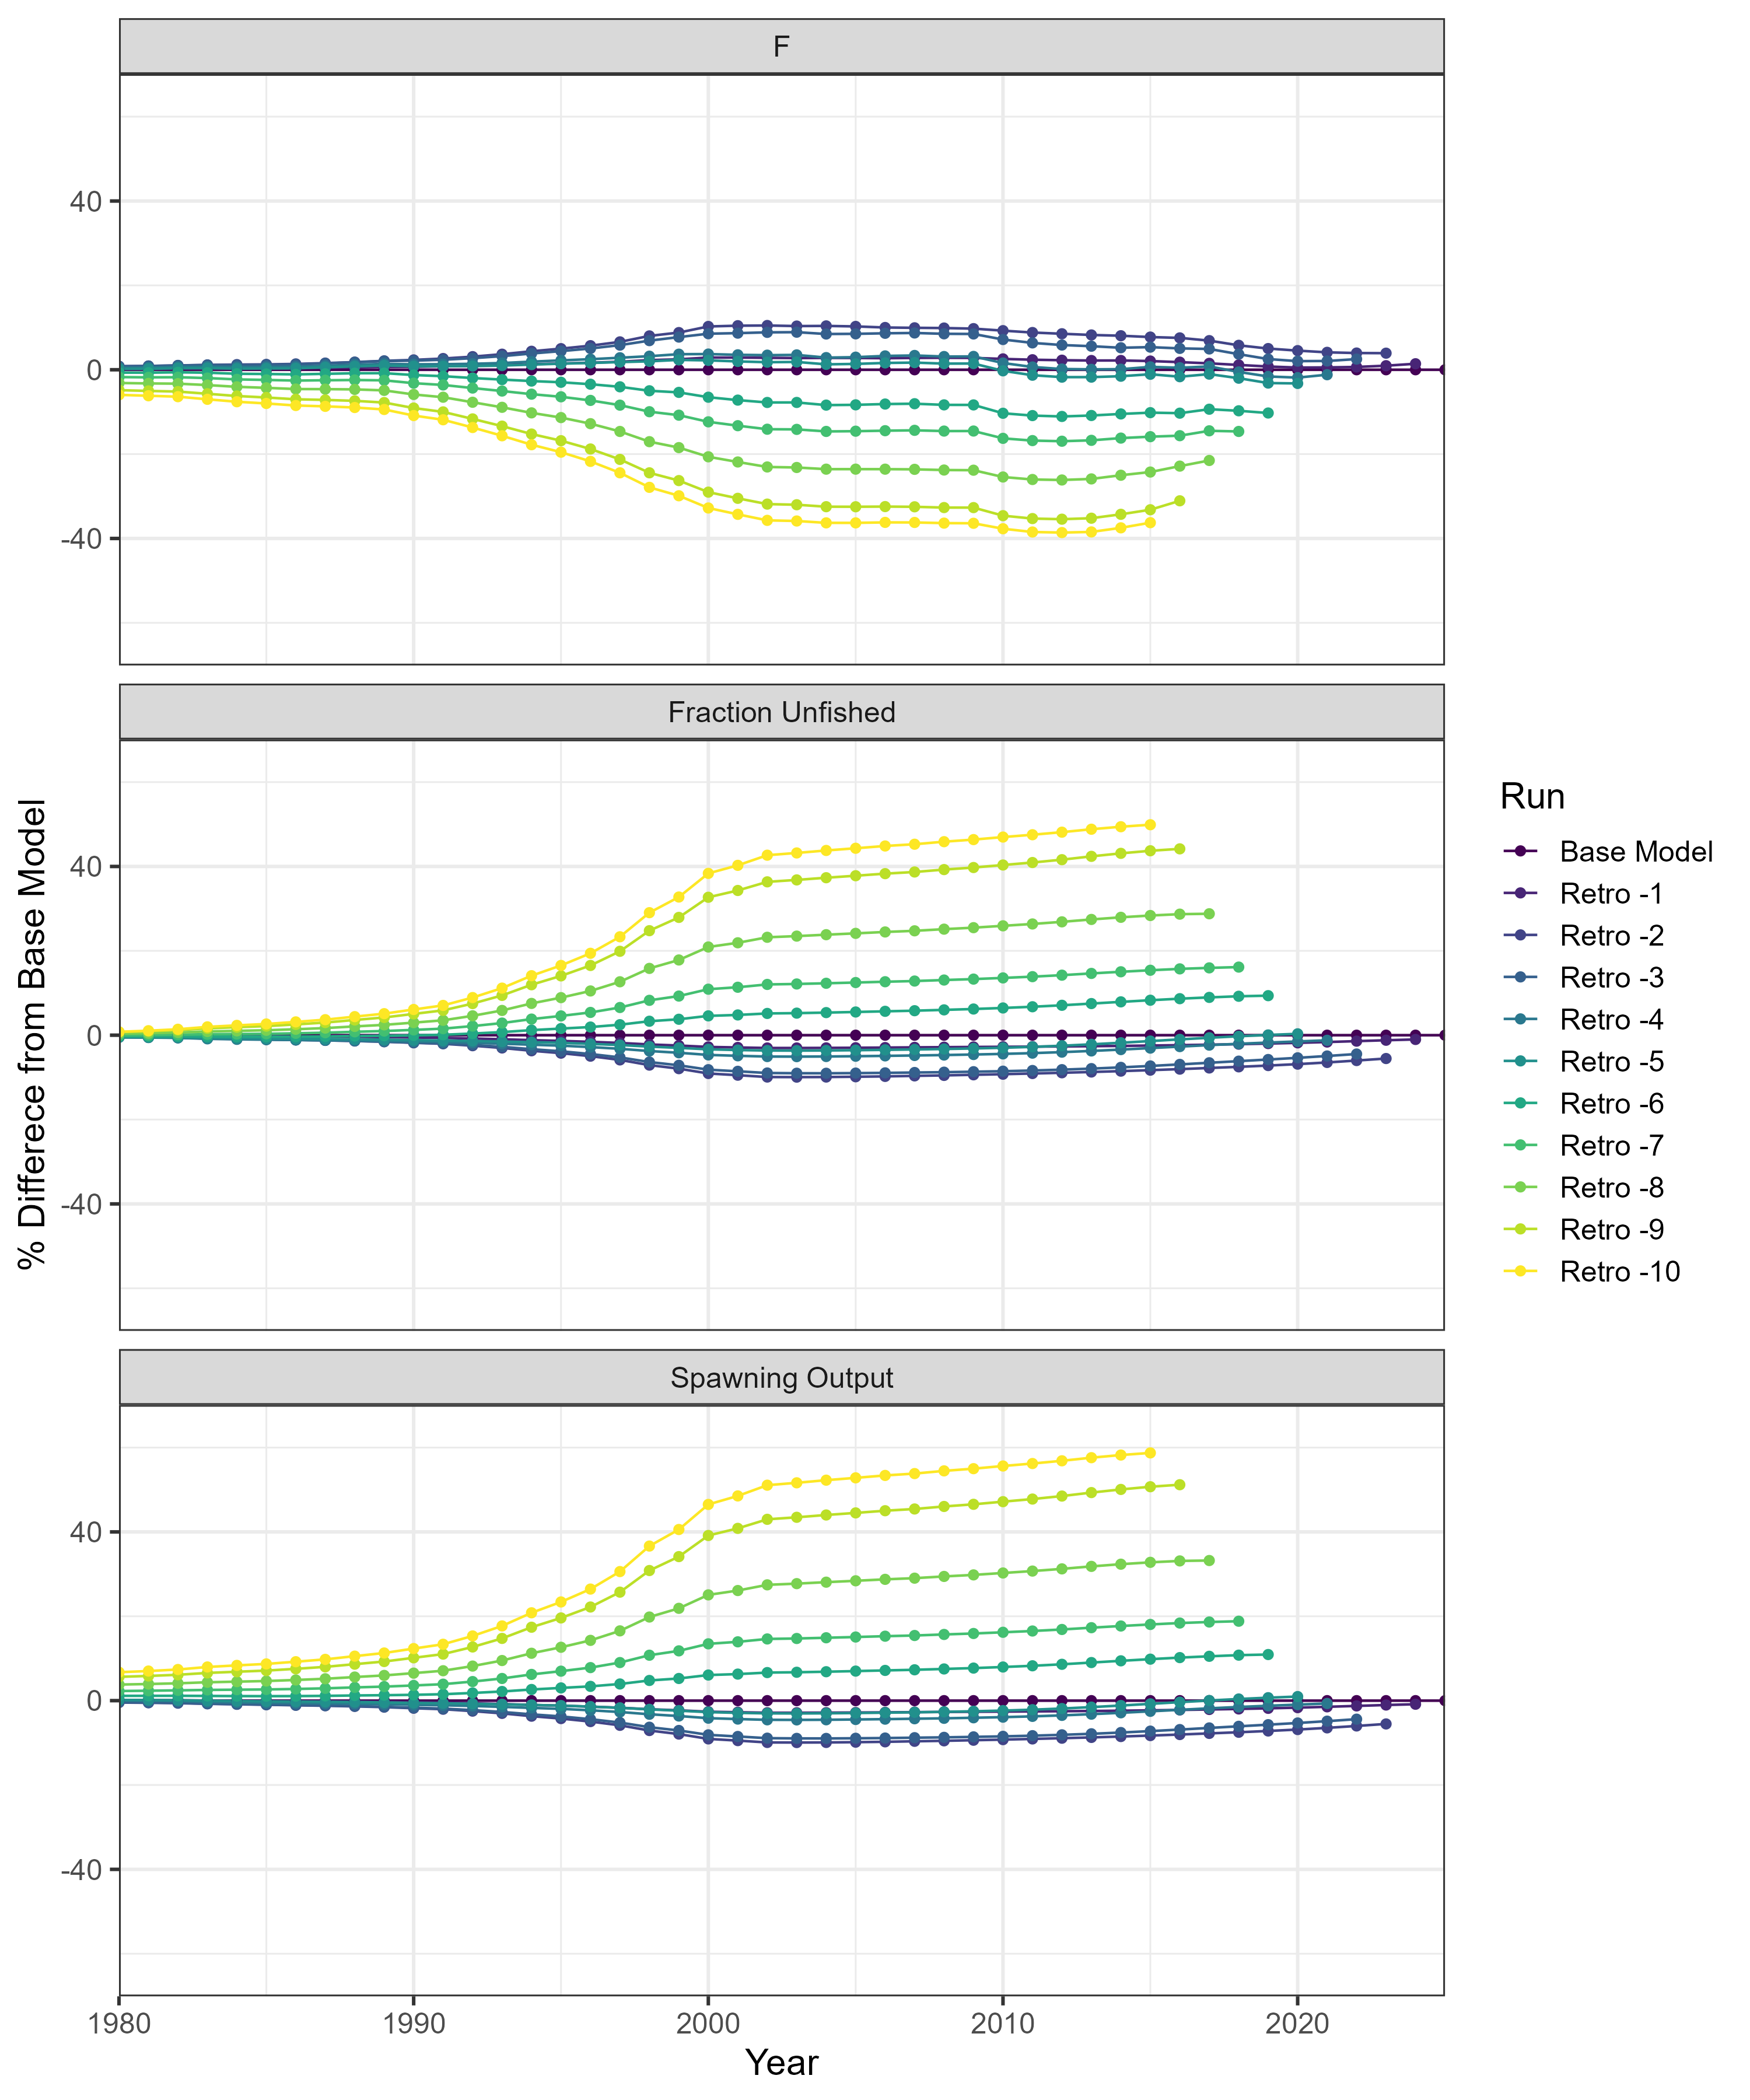 F
40
0
-40
Fraction Unfished
40
0
-40
Spawning Output
40
0
-40
1980 1990 2000 2010 2020
Year
% Differece from Base Model
Run
Base Model
Retro -1
Retro -2
Retro -3
Retro -4
Retro -5
Retro -6
Retro -7
Retro -8
Retro -9
Retro -10